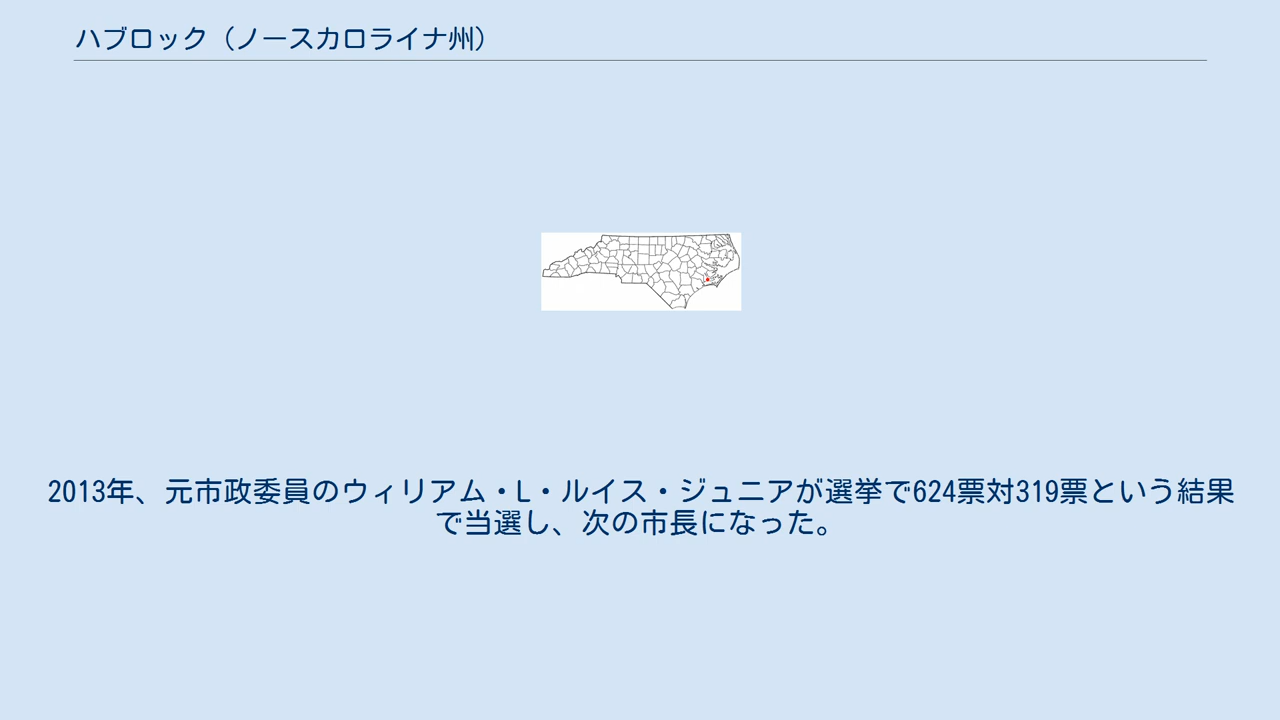 ハブロック（ノースカロライナ州）
2013年、元市政委員のウィリアム・L・ルイス・ジュニアが選挙で624票対319票という結果
で当選し、次の市長になった。